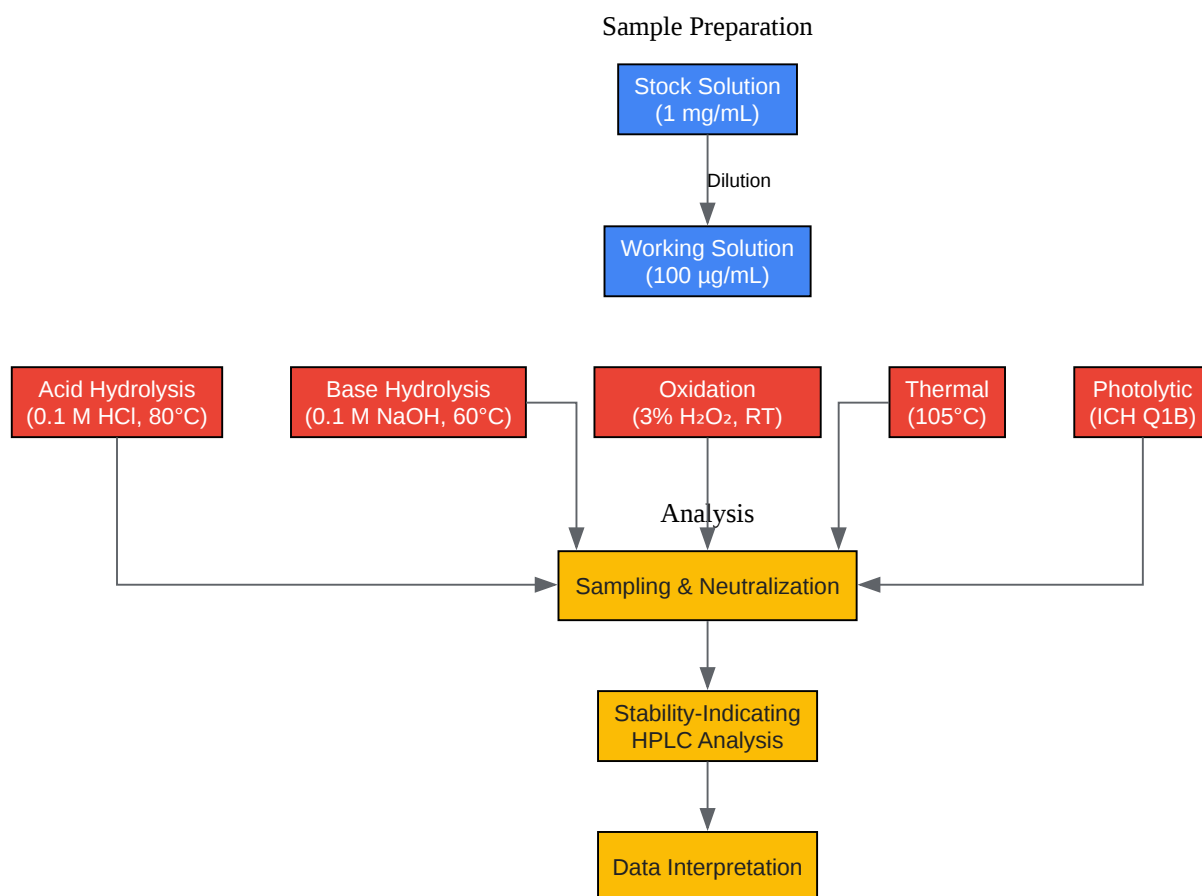 Sample Preparation
Stock Solution
(1 mg/mL)
Dilution
Working Solution
(100 µg/mL)
Acid Hydrolysis
(0.1 M HCl, 80°C)
Base Hydrolysis
(0.1 M NaOH, 60°C)
Oxidation
(3% H₂O₂, RT)
Thermal
(105°C)
Photolytic
(ICH Q1B)
Analysis
Sampling & Neutralization
Stability-Indicating
HPLC Analysis
Data Interpretation